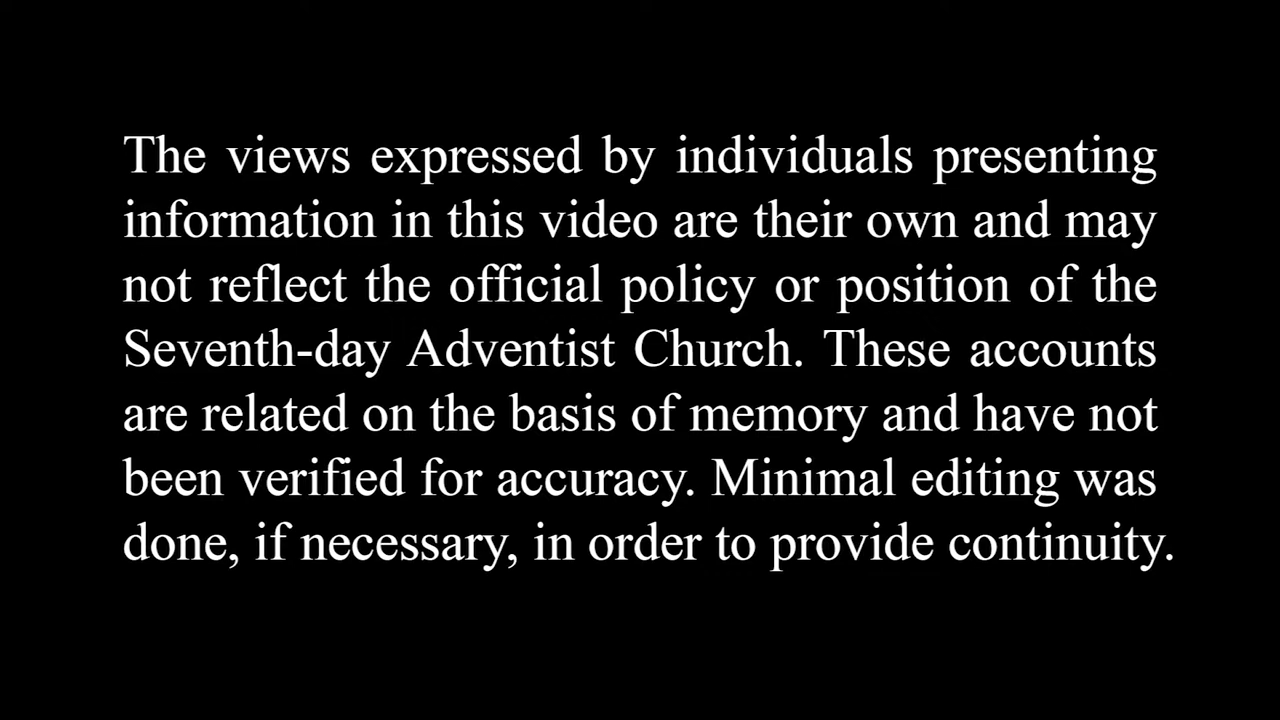 The views expressed by individuals presenting
information in this video are their own and may
not reflect the official policy or position of the
Seventh-day Adventist Church. These accounts
are related on the basis of memory and have not
been verified for accuracy. Minimal editing was
done, if necessary, in order to provide continuity.